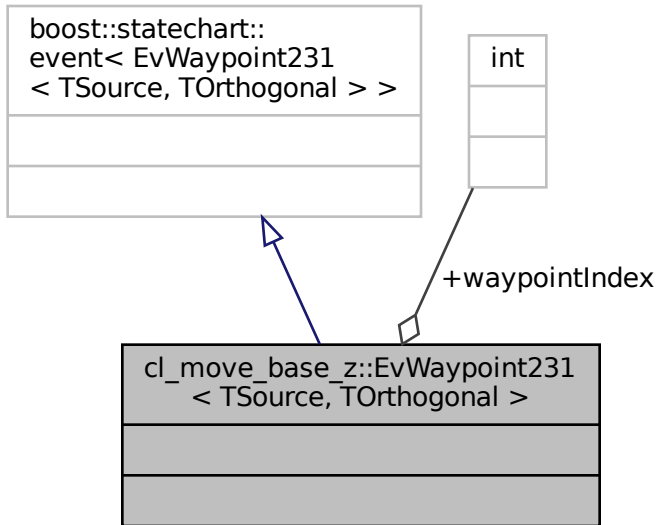 boost::statechart::
event< EvWaypoint231
< TSource, TOrthogonal > >
int
+waypointIndex
cl_move_base_z::EvWaypoint231
< TSource, TOrthogonal >